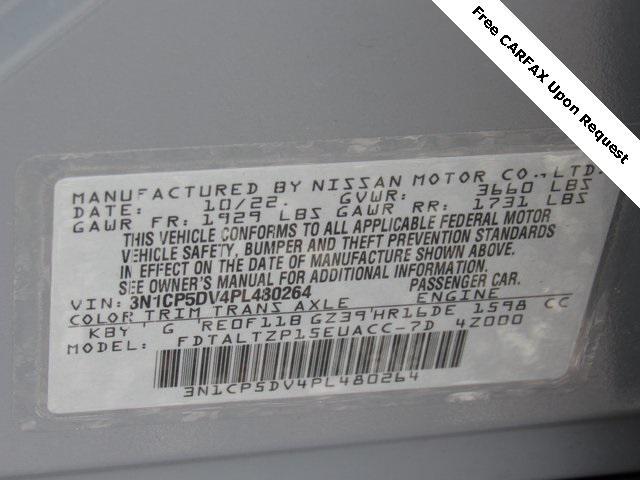 Free CARFAX Upon Request
MANUFACTURED BY NISSAN MOTOR CO., LTD.
DATE: 10/22. GVWR: 3660 LBS
GAWR FR: 1929 LBS GAWR RR: 1731 LBS
THIS VEHICLE CONFORMS TO ALL APPLICABLE FEDERAL MOTOR
VEHICLE SAFETY, BUMPER AND THEFT PREVENTION STANDARDS
IN EFFECT ON THE DATE OF MANUFACTURE SHOWN ABOVE.
SEE OWNER'S MANUAL FOR ADDITIONAL INFORMATION.
VIN: 3N1CP5DV4PL480264 PASSENGER CAR.
COLOR TRIM TRANS AXLE ENGINE
KBY G RE0F11B GZ39 HR16DE 1598 CC
FDTALTZP15EUACC-7D 4Z000
3N1CP5DV4PL480264